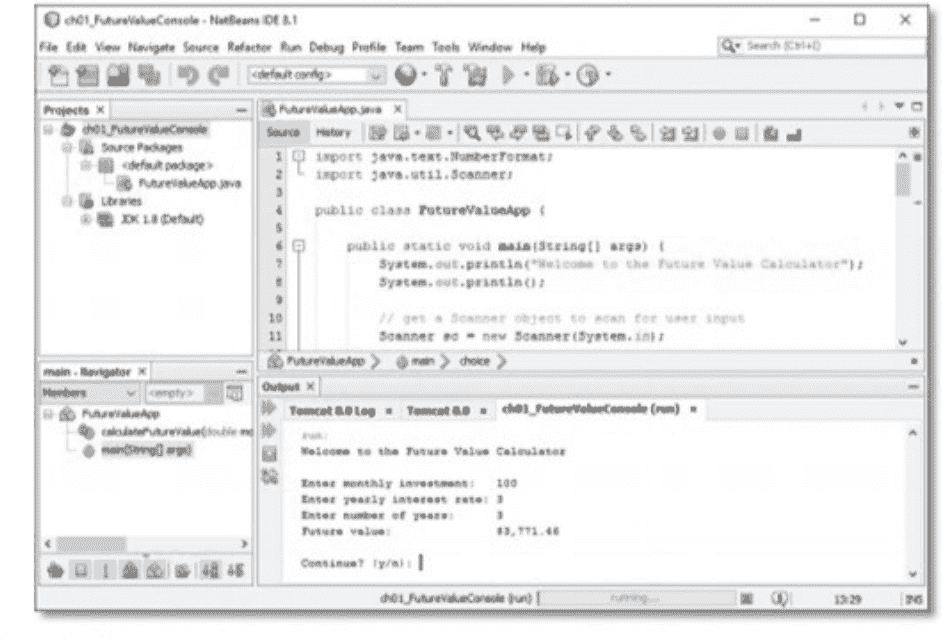 ch01_FutureValueConsole - NetBeans IDE 8.1
File Edit View Navigate Source Refactor Run Debug Profile Team Tools Window Help
Search (Ctrl+I)
<default config>
Projects
ch01_FutureValueConsole
Source Packages
<default package>
FutureValueApp.java
Libraries
JDK 1.8 (Default)
main - Navigator
Members <empty>
FutureValueApp
calculateFutureValue(double mo
main(String[] args)
FutureValueApp.java
Source History
1 import java.text.NumberFormat;
2 import java.util.Scanner;
3
4 public class FutureValueApp {
5
6 public static void main(String[] args) {
7 System.out.println("Welcome to the Future Value Calculator");
8 System.out.println();
9
10 // get a Scanner object to scan for user input
11 Scanner sc = new Scanner(System.in);
FutureValueApp main choice
Output
Tomcat 8.0 Log Tomcat 8.0 ch01_FutureValueConsole (run)
run:
Welcome to the Future Value Calculator
Enter monthly investment: 100
Enter yearly interest rate: 3
Enter number of years: 3
Future value: $3,771.46
Continue? (y/n):
ch01_FutureValueConsole (run) running... 13:29 INS